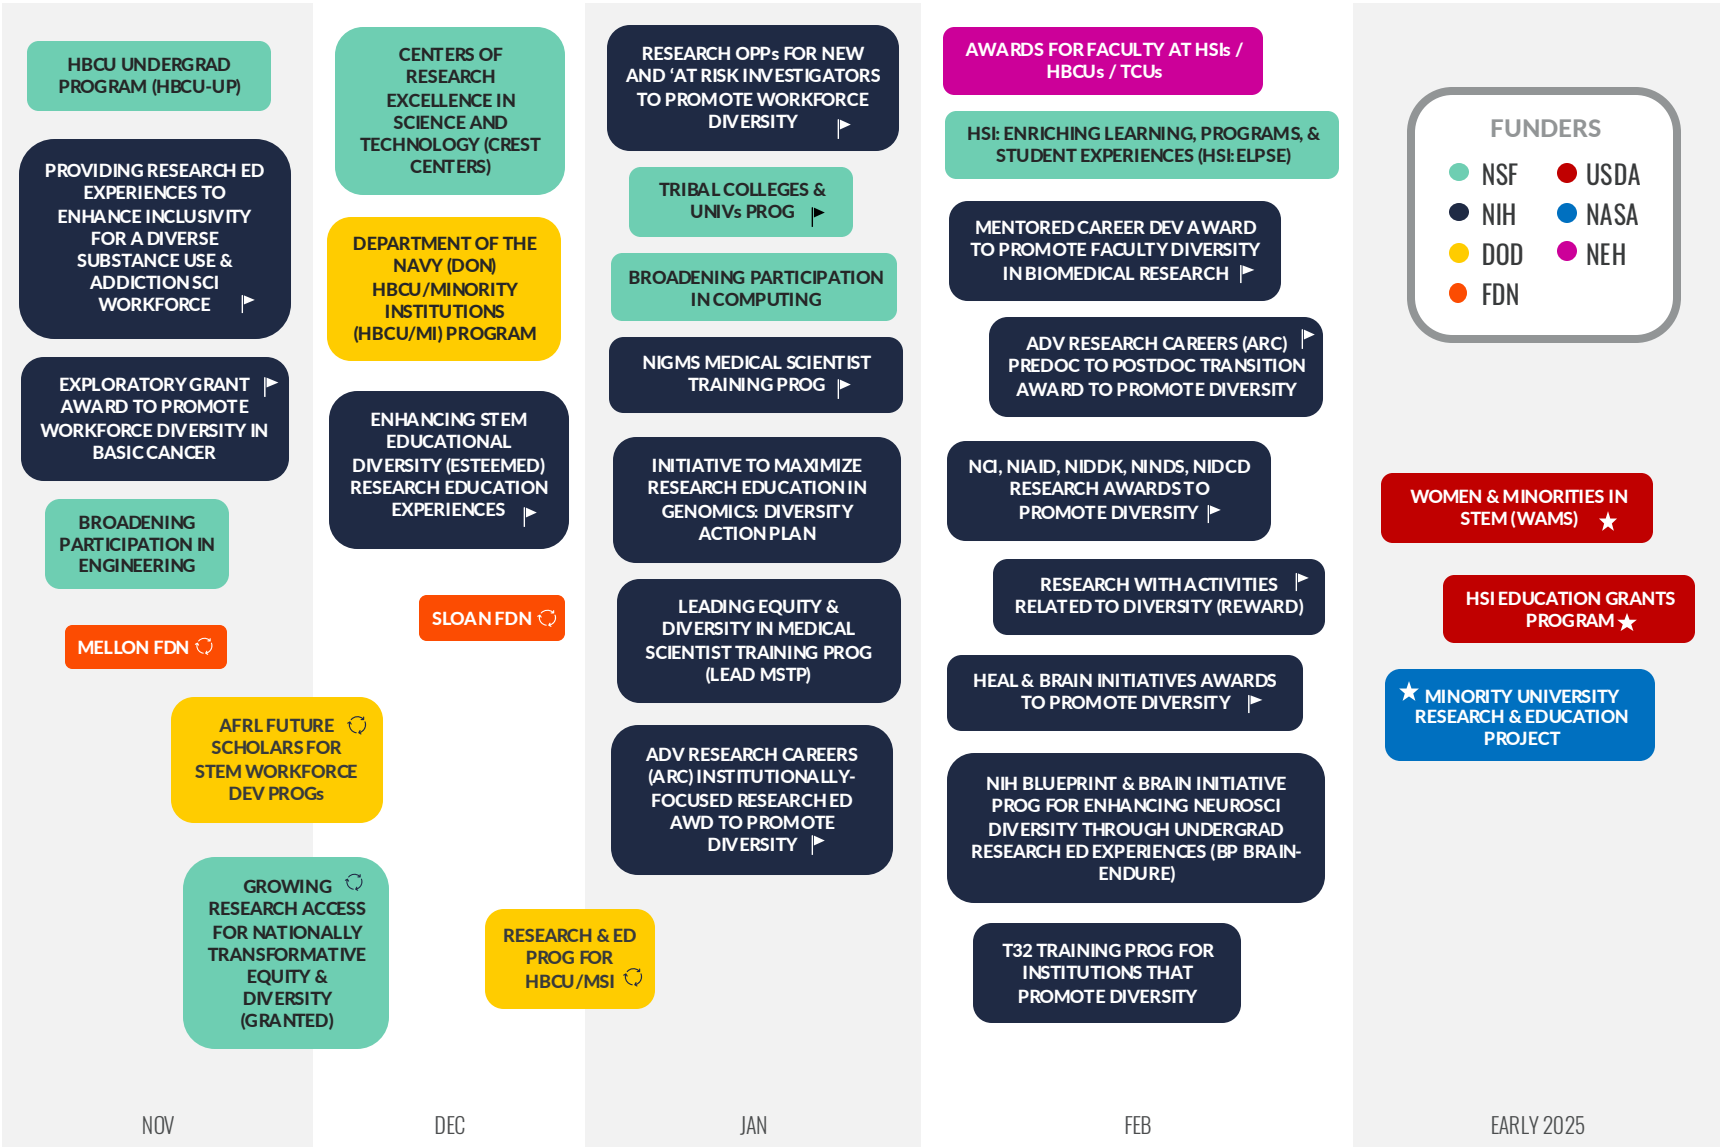 HBCU UNDERGRAD
PROGRAM (HBCU-UP)
PROVIDING RESEARCH ED
EXPERIENCES TO
ENHANCE INCLUSIVITY
FOR A DIVERSE
SUBSTANCE USE &
ADDICTION SCI
WORKFORCE
EXPLORATORY GRANT
AWARD TO PROMOTE
WORKFORCE DIVERSITY IN
BASIC CANCER
BROADENING
PARTICIPATION IN
ENGINEERING
MELLON FDN
AFRL FUTURE
SCHOLARS FOR
STEM WORKFORCE
DEV PROGs
GROWING
RESEARCH ACCESS
FOR NATIONALLY
TRANSFORMATIVE
EQUITY &
DIVERSITY
(GRANTED)
NOV
CENTERS OF
RESEARCH
EXCELLENCE IN
SCIENCE AND
TECHNOLOGY (CREST
CENTERS)
DEPARTMENT OF THE
NAVY (DON)
HBCU/MINORITY
INSTITUTIONS
(HBCU/MI) PROGRAM
ENHANCING STEM
EDUCATIONAL
DIVERSITY (ESTEEMED)
RESEARCH EDUCATION
EXPERIENCES
SLOAN FDN
RESEARCH & ED
PROG FOR
HBCU/MSI
DEC
RESEARCH OPPs FOR NEW
AND ‘AT RISK INVESTIGATORS
TO PROMOTE WORKFORCE
DIVERSITY
TRIBAL COLLEGES &
UNIVs PROG
BROADENING PARTICIPATION
IN COMPUTING
NIGMS MEDICAL SCIENTIST
TRAINING PROG
INITIATIVE TO MAXIMIZE
RESEARCH EDUCATION IN
GENOMICS: DIVERSITY
ACTION PLAN
LEADING EQUITY &
DIVERSITY IN MEDICAL
SCIENTIST TRAINING PROG
(LEAD MSTP)
ADV RESEARCH CAREERS
(ARC) INSTITUTIONALLY-
FOCUSED RESEARCH ED
AWD TO PROMOTE
DIVERSITY
JAN
AWARDS FOR FACULTY AT HSIs /
HBCUs / TCUs
HSI: ENRICHING LEARNING, PROGRAMS, &
STUDENT EXPERIENCES (HSI:ELPSE)
MENTORED CAREER DEV AWARD
TO PROMOTE FACULTY DIVERSITY
IN BIOMEDICAL RESEARCH
ADV RESEARCH CAREERS (ARC)
PREDOC TO POSTDOC TRANSITION
AWARD TO PROMOTE DIVERSITY
NCI, NIAID, NIDDK, NINDS, NIDCD
RESEARCH AWARDS TO
PROMOTE DIVERSITY
RESEARCH WITH ACTIVITIES
RELATED TO DIVERSITY (REWARD)
HEAL & BRAIN INITIATIVES AWARDS
TO PROMOTE DIVERSITY
NIH BLUEPRINT & BRAIN INITIATIVE
PROG FOR ENHANCING NEUROSCI
DIVERSITY THROUGH UNDERGRAD
RESEARCH ED EXPERIENCES (BP BRAIN-
ENDURE)
T32 TRAINING PROG FOR
INSTITUTIONS THAT
PROMOTE DIVERSITY
FEB
FUNDERS
NSF
NIH
DOD
FDN
USDA
NASA
NEH
WOMEN & MINORITIES IN
STEM (WAMS)
HSI EDUCATION GRANTS
PROGRAM
MINORITY UNIVERSITY
RESEARCH & EDUCATION
PROJECT
EARLY 2025